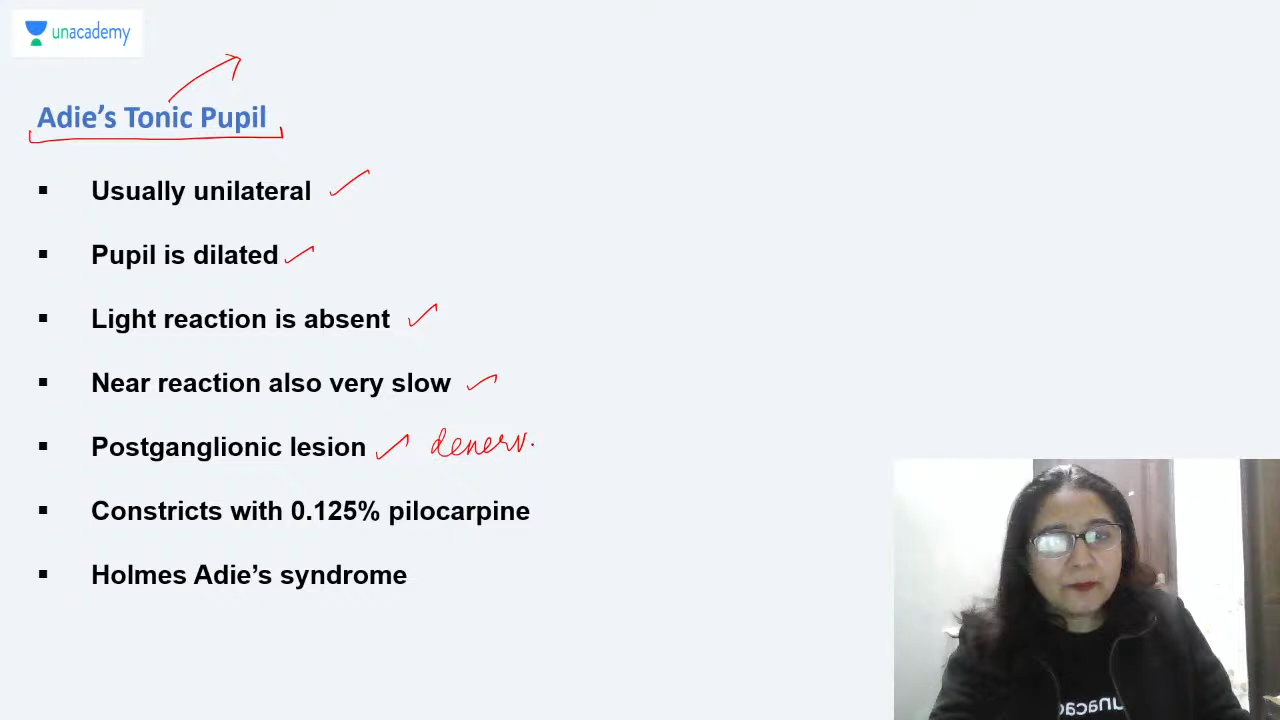 unacademy
Adie's Tonic Pupil
▪ Usually unilateral
▪ Pupil is dilated
▪ Light reaction is absent
▪ Near reaction also very slow
▪ Postganglionic lesion denerv.
▪ Constricts with 0.125% pilocarpine
▪ Holmes Adie's syndrome